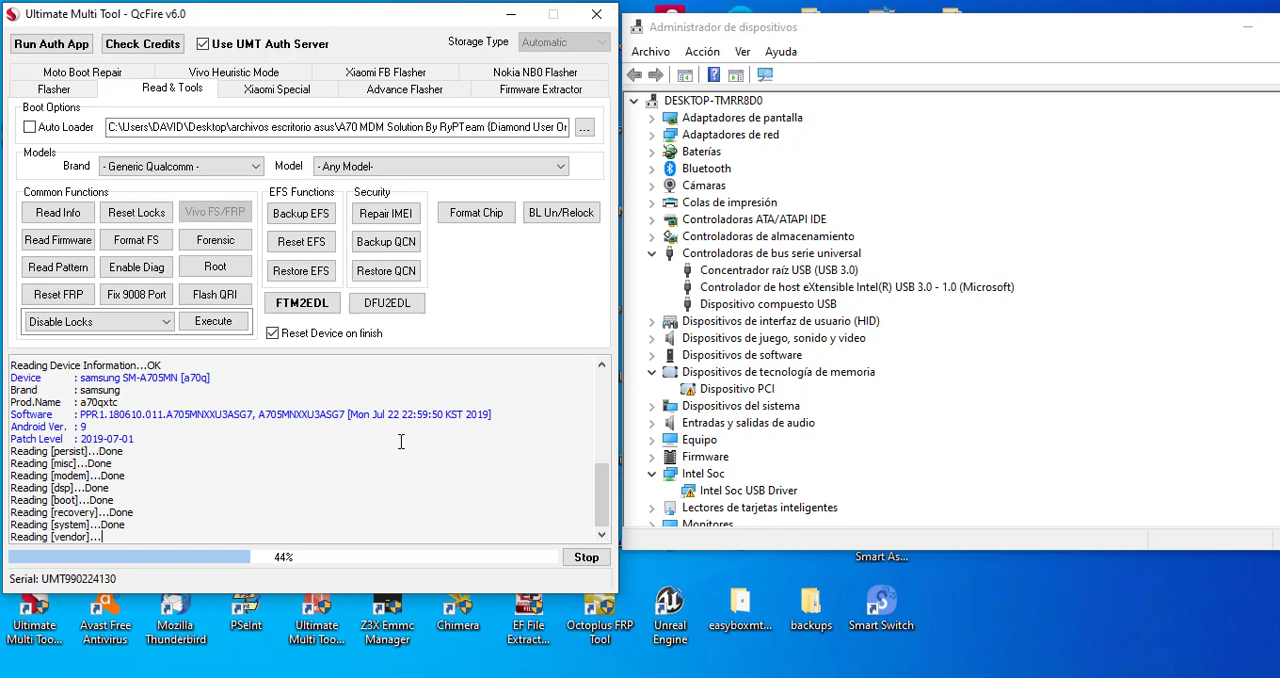 Ultimate Multi Tool - QcFire v6.0
Run Auth App
Check Credits
Use UMT Auth Server
Storage Type
Automatic
Moto Boot Repair
Vivo Heuristic Mode
Xiaomi FB Flasher
Nokia NB0 Flasher
Flasher
Read & Tools
Xiaomi Special
Advance Flasher
Firmware Extractor
Boot Options
Auto Loader
C:\Users\DAVID\Desktop\archivos escritorio asus\A70 MDM Solution By RyPTeam {Diamond User Or
...
Models
Brand
- Generic Qualcomm -
Model
- Any Model-
Common Functions
EFS Functions
Security
Read Info
Reset Locks
Vivo FS/FRP
Backup EFS
Repair IMEI
Format Chip
BL Un/Relock
Read Firmware
Format FS
Forensic
Reset EFS
Backup QCN
Read Pattern
Enable Diag
Root
Restore EFS
Restore QCN
Reset FRP
Fix 9008 Port
Flash QRI
FTM2EDL
DFU2EDL
Disable Locks
Execute
Reset Device on finish
Reading Device Information...OK
Device : samsung SM-A705MN [a70q]
Brand : samsung
Prod.Name : a70qxtc
Software : PPR1.180610.011.A705MNXXU3ASG7, A705MNXXU3ASG7 [Mon Jul 22 22:59:50 KST 2019]
Android Ver. : 9
Patch Level : 2019-07-01
Reading [persist]...Done
Reading [misc]...Done
Reading [modem]...Done
Reading [dsp]...Done
Reading [boot]...Done
Reading [recovery]...Done
Reading [system]...Done
Reading [vendor]...
44%
Stop
Serial: UMT990224130
Administrador de dispositivos
Archivo
Acción
Ver
Ayuda
DESKTOP-TMRR8D0
Adaptadores de pantalla
Adaptadores de red
Baterías
Bluetooth
Cámaras
Colas de impresión
Controladoras ATA/ATAPI IDE
Controladoras de almacenamiento
Controladoras de bus serie universal
Concentrador raíz USB (USB 3.0)
Controlador de host eXtensible Intel(R) USB 3.0 - 1.0 (Microsoft)
Dispositivo compuesto USB
Dispositivos de interfaz de usuario (HID)
Dispositivos de juego, sonido y vídeo
Dispositivos de software
Dispositivos de tecnología de memoria
Dispositivo PCI
Dispositivos del sistema
Entradas y salidas de audio
Equipo
Firmware
Intel Soc
Intel Soc USB Driver
Lectores de tarjetas inteligentes
Monitores
Smart As...
Ultimate
Multi Too...
Avast Free
Antivirus
Mozilla
Thunderbird
PSeInt
Ultimate
Multi Too...
Z3X Emmc
Manager
Chimera
EF File
Extract...
Octoplus FRP
Tool
Unreal
Engine
easyboxmt...
backups
Smart Switch